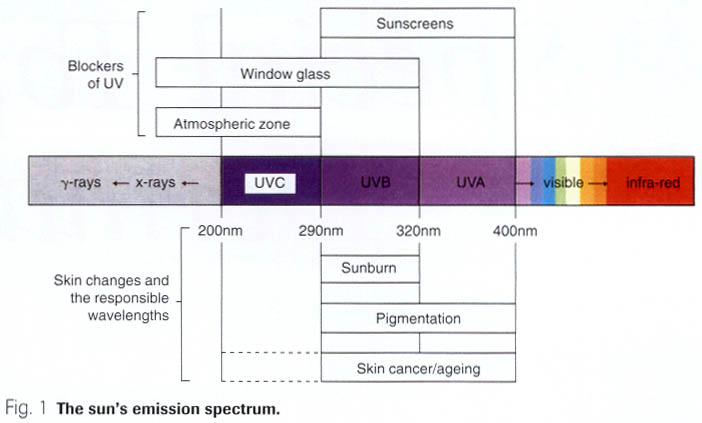 Sunscreens
Blockers
of UV
Window glass
Atmospheric zone
γ-rays ← x-rays ← UVC UVB UVA → visible → infra-red
200nm 290nm 320nm 400nm
Skin changes and
the responsible
wavelengths
Sunburn
Pigmentation
Skin cancer/ageing
Fig. 1 The sun's emission spectrum.